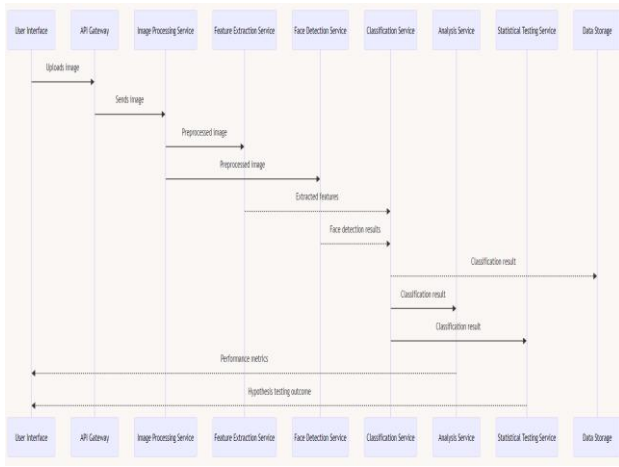 User Interface API Gateway Image Processing Service Feature Extraction Service Face Detection Service Classification Service Analysis Service Statistical Testing Service Data Storage
Uploads image
Sends image
Preprocessed image
Preprocessed image
Extracted features
Face detection results
Classification result
Classification result
Classification result
Performance metrics
Hypothesis testing outcome
User Interface API Gateway Image Processing Service Feature Extraction Service Face Detection Service Classification Service Analysis Service Statistical Testing Service Data Storage